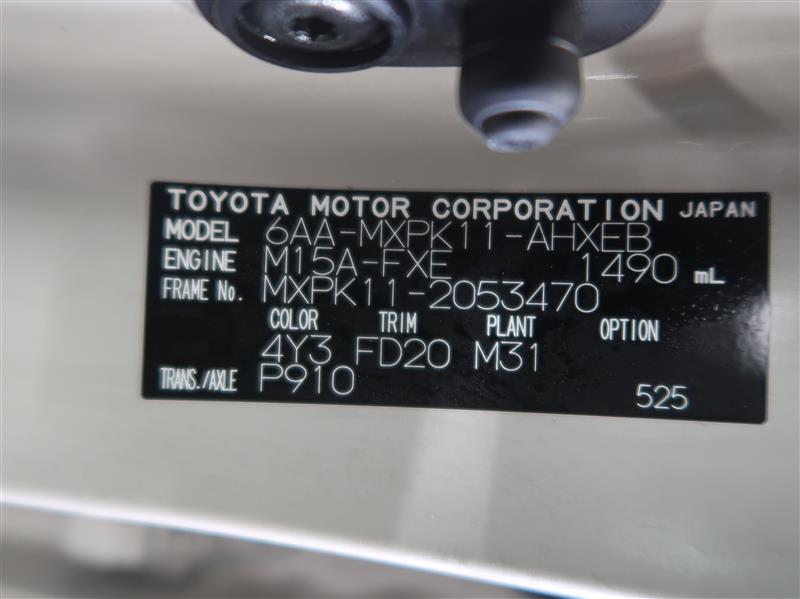 TOYOTA MOTOR CORPORATION JAPAN
MODEL 6AA-MXPK11-AHXEB
ENGINE M15A-FXE 1490 mL
FRAME No. MXPK11-2053470
COLOR TRIM PLANT OPTION
4Y3 FD20 M31
TRANS./AXLE P910
525